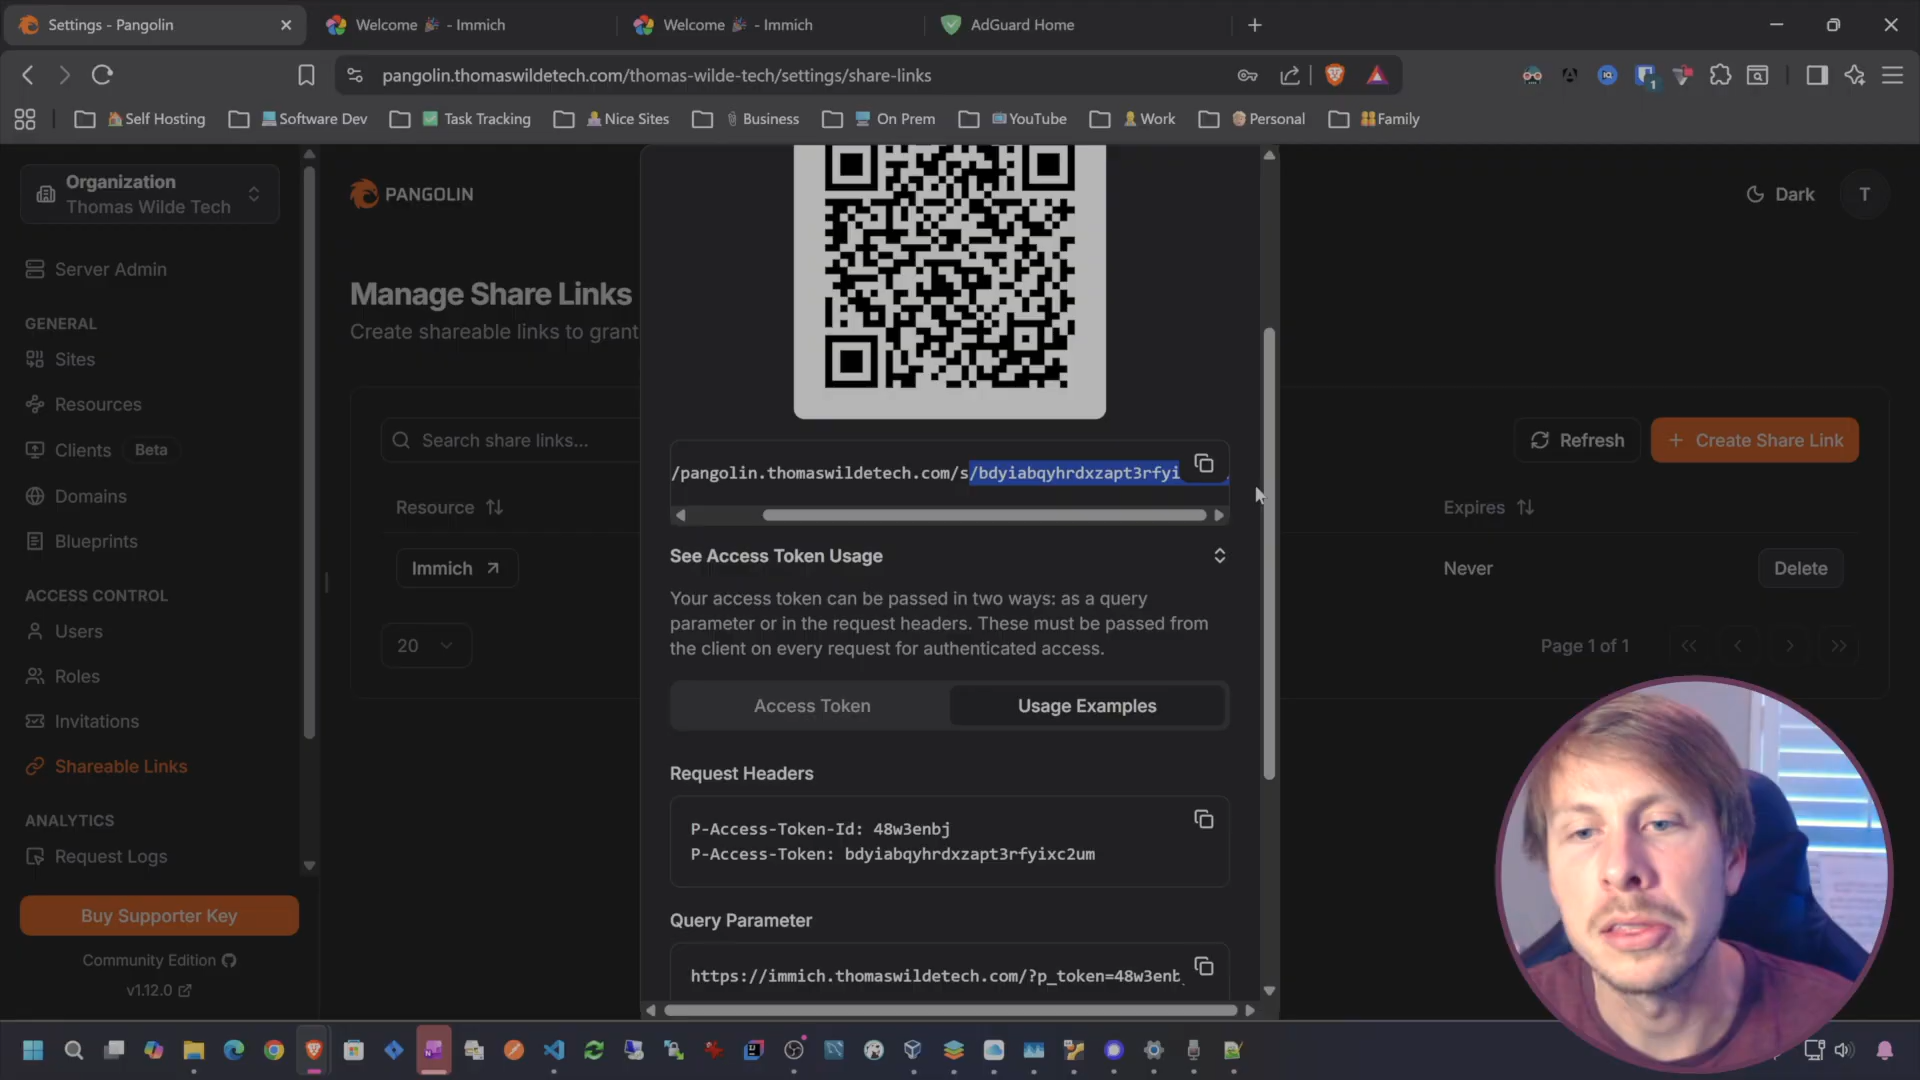 Settings - Pangolin
Welcome 🎉 - Immich
Welcome 🎉 - Immich
AdGuard Home
pangolin.thomaswildetech.com/thomas-wilde-tech/settings/share-links
Self Hosting
Software Dev
Task Tracking
Nice Sites
Business
On Prem
YouTube
Work
Personal
Family
Organization
Thomas Wilde Tech
PANGOLIN
Dark
T
Server Admin
GENERAL
Sites
Resources
Clients
Beta
Domains
Blueprints
ACCESS CONTROL
Users
Roles
Invitations
Shareable Links
ANALYTICS
Request Logs
Buy Supporter Key
Community Edition
v1.12.0
Manage Share Links
Create shareable links to grant
Search share links...
Refresh
+ Create Share Link
Resource
Expires
Immich
Never
Delete
20
Page 1 of 1
/pangolin.thomaswildetech.com/s/bdyiabqyhrdxzapt3rfyi
See Access Token Usage
Your access token can be passed in two ways: as a query
parameter or in the request headers. These must be passed from
the client on every request for authenticated access.
Access Token
Usage Examples
Request Headers
P-Access-Token-Id: 48w3enbj
P-Access-Token: bdyiabqyhrdxzapt3rfyixc2um
Query Parameter
https://immich.thomaswildetech.com/?p_token=48w3enb